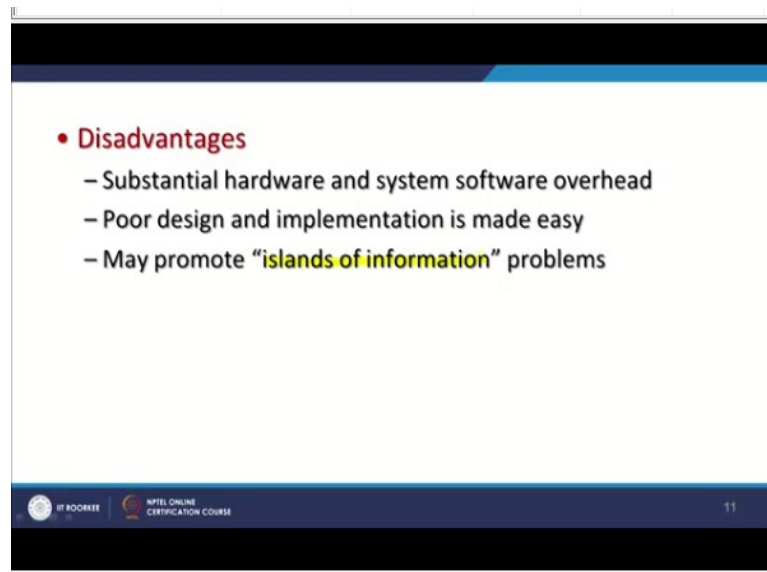 • Disadvantages
– Substantial hardware and system software overhead
– Poor design and implementation is made easy
– May promote “islands of information” problems
IIT ROORKEE
NPTEL ONLINE
CERTIFICATION COURSE
11